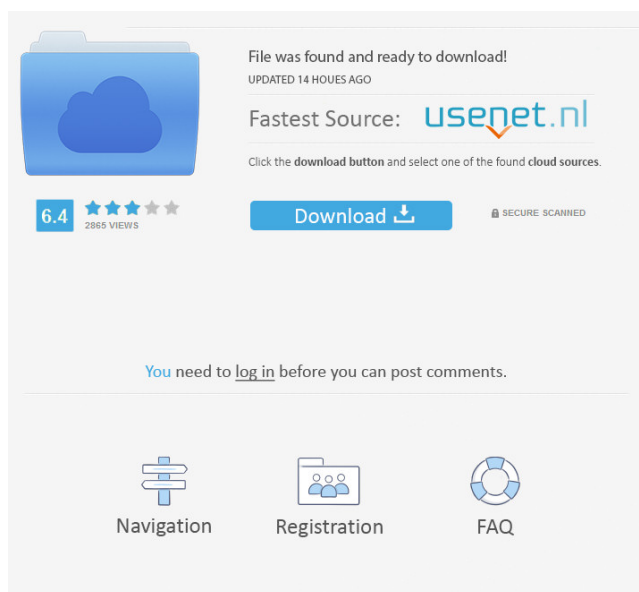 File was found and ready to download!
UPDATED 14 HOUES AGO
Fastest Source: usenet.nl
Click the download button and select one of the found cloud sources.
6.4
2865 VIEWS
Download
SECURE SCANNED
You need to log in before you can post comments.
Navigation
Registration
FAQ